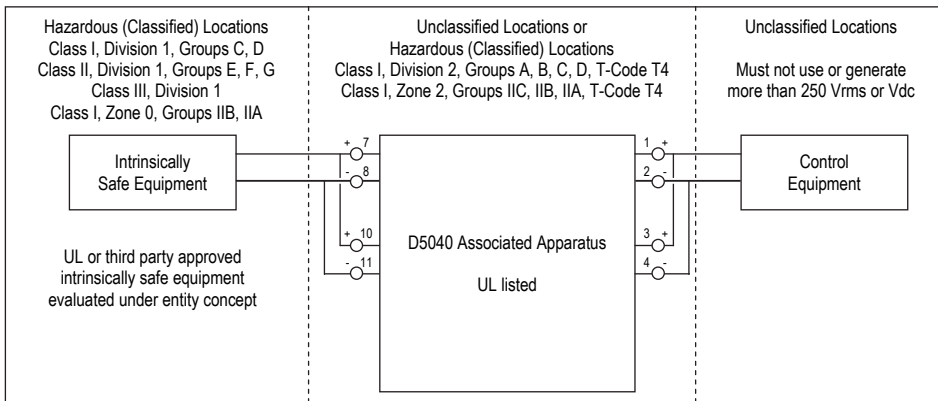 Hazardous (Classified) Locations
Class I, Division 1, Groups C, D
Class II, Division 1, Groups E, F, G
Class III, Division 1
Class I, Zone 0, Groups IIB, IIA
Unclassified Locations or
Hazardous (Classified) Locations
Class I, Division 2, Groups A, B, C, D, T-Code T4
Class I, Zone 2, Groups IIC, IIB, IIA, T-Code T4
Unclassified Locations
Must not use or generate
more than 250 Vrms or Vdc
Intrinsically
Safe Equipment
+ 7
- 8
+ 10
- 11
UL or third party approved
intrinsically safe equipment
evaluated under entity concept
D5040 Associated Apparatus
UL listed
1 +
2 -
3 +
4 -
Control
Equipment